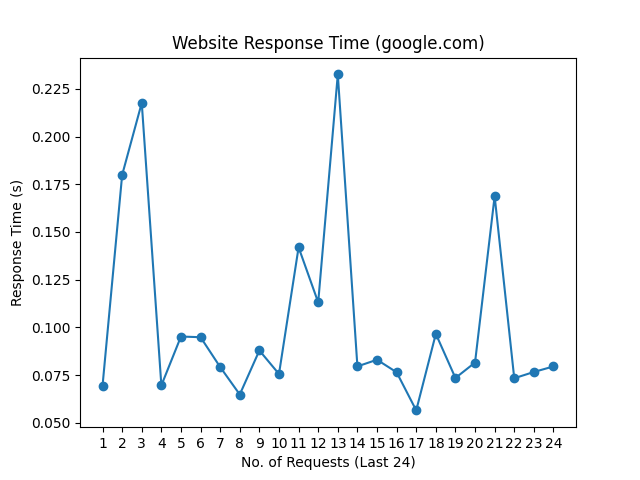 Website Response Time (google.com)
0.225
0.200
0.175
0.150
0.125
0.100
0.075
0.050
Response Time (s)
1 2 3 4 5 6 7 8 9 10 11 12 13 14 15 16 17 18 19 20 21 22 23 24
No. of Requests (Last 24)